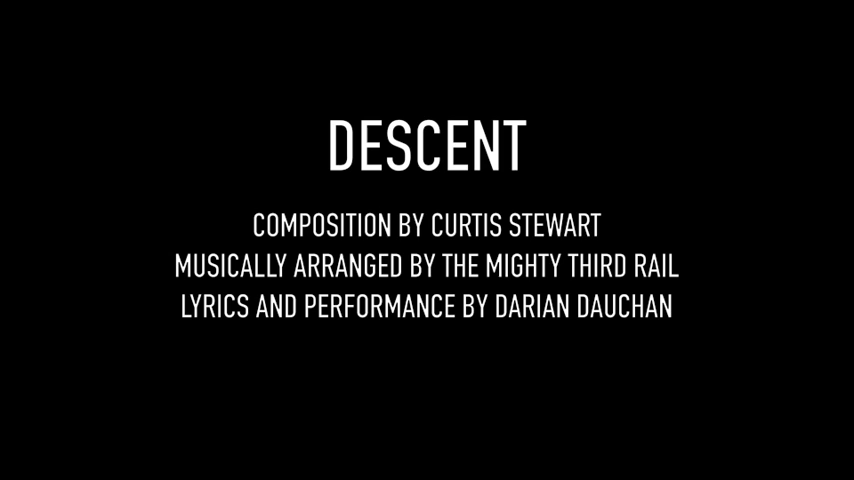 DESCENT
COMPOSITION BY CURTIS STEWART
MUSICALLY ARRANGED BY THE MIGHTY THIRD RAIL
LYRICS AND PERFORMANCE BY DARIAN DAUCHAN